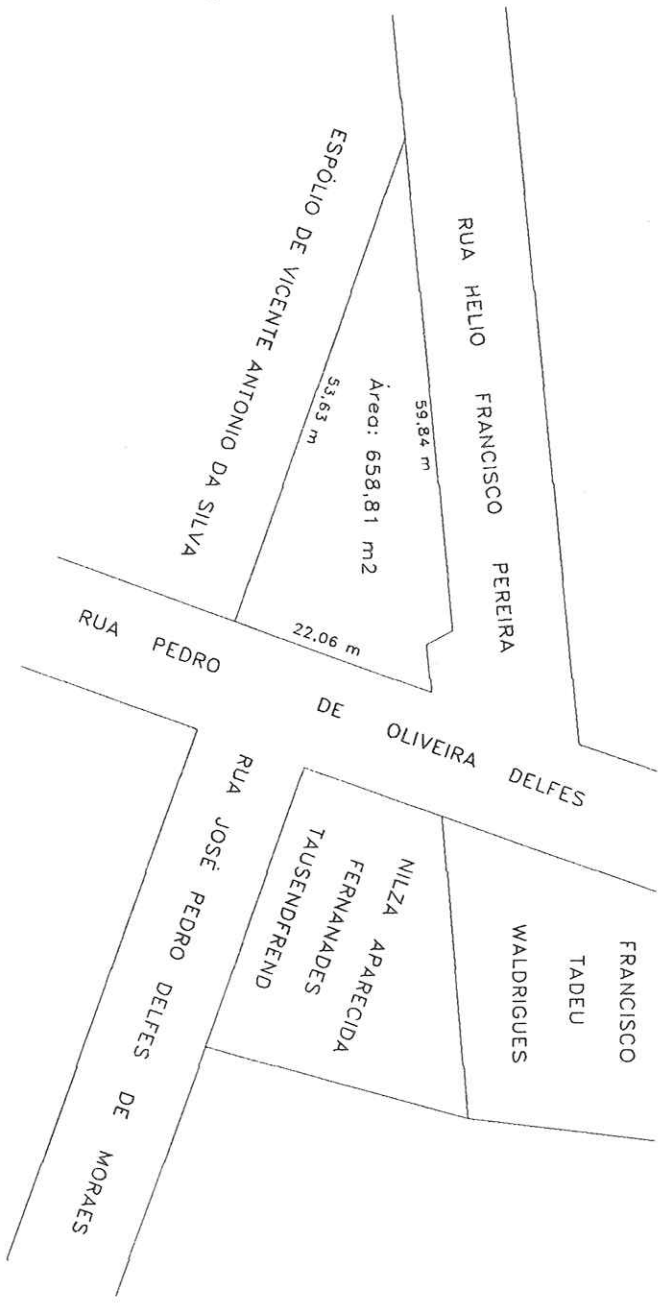 RUA HELIO FRANCISCO PEREIRA
59,84 m
Área: 658,81 m2
53,63 m
22.06 m
ESPÓLIO DE VICENTE ANTONIO DA SILVA
RUA PEDRO DE OLIVEIRA DELFES
RUA JOSÉ PEDRO DELFES DE MORAES
NILZA APARECIDA
FERNANADES
TAUSENDFREND
FRANCISCO
TADEU
WALDRIGUES